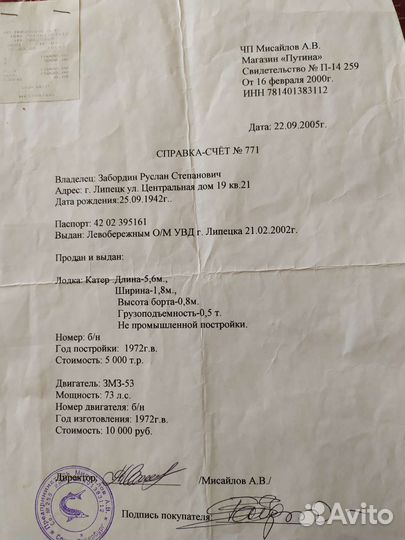 ЧП Мисайлов А.В.
Магазин «Путина»
Свидетельство № П-14 259
От 16 февраля 2000г.
ИНН 781401383112
Дата: 22.09.2005г.
СПРАВКА-СЧЁТ № 771
Владелец: Забордин Руслан Степанович
Адрес: г. Липецк ул. Центральная дом 19 кв.21
Дата рождения:25.09.1942г..
Паспорт: 42 02 395161
Выдан: Левобережным О/М УВД г. Липецка 21.02.2002г.
Продан и выдан:
Лодка: Катер Длина-5,6м.,
Ширина-1,8м.,
Высота борта-0,8м.
Грузоподъемность-0,5 т.
Не промышленной постройки.
Номер: б/н
Год постройки: 1972г.в.
Стоимость: 5 000 т.р.
Двигатель: ЗМЗ-53
Мощность: 73 л.с.
Номер двигателя: б/н
Год изготовления: 1972г.в.
Стоимость: 10 000 руб.
Директор: /Мисайлов А.В./
Подпись покупателя:
Avito